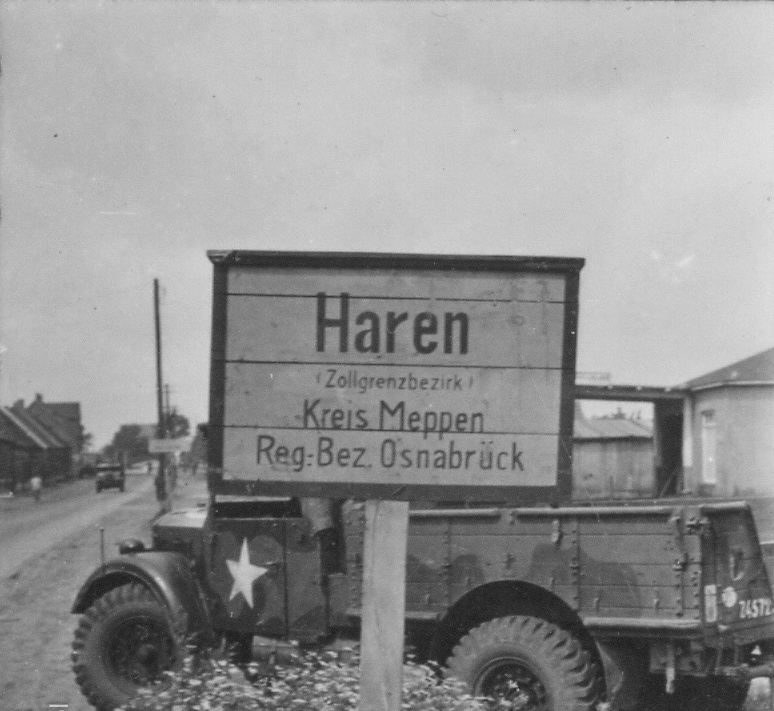 Haren
(Zollgrenzbezirk)
Kreis Meppen
Reg.-Bez. Osnabrück